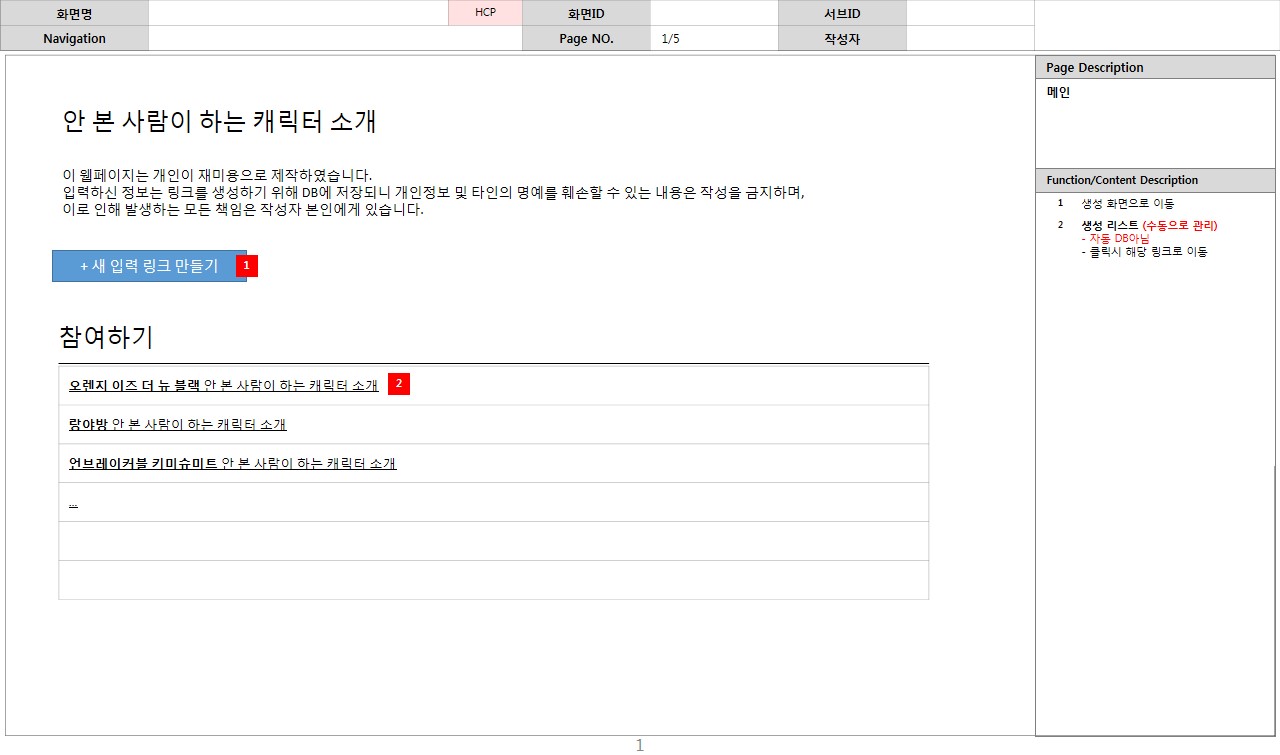 화면명 HCP 화면ID 서브ID
Navigation Page NO. 1/5 작성자
안 본 사람이 하는 캐릭터 소개
이 웹페이지는 개인이 재미용으로 제작하였습니다.
입력하신 정보는 링크를 생성하기 위해 DB에 저장되니 개인정보 및 타인의 명예를 훼손할 수 있는 내용은 작성을 금지하며,
이로 인해 발생하는 모든 책임은 작성자 본인에게 있습니다.
+ 새 입력 링크 만들기 1
참여하기
오렌지 이즈 더 뉴 블랙 안 본 사람이 하는 캐릭터 소개 2
랑야방 안 본 사람이 하는 캐릭터 소개
언브레이커블 키미슈미트 안 본 사람이 하는 캐릭터 소개
...
Page Description
메인
Function/Content Description
1 생성 화면으로 이동
2 생성 리스트 (수동으로 관리)
- 자동 DB아님
- 클릭시 해당 링크로 이동
1